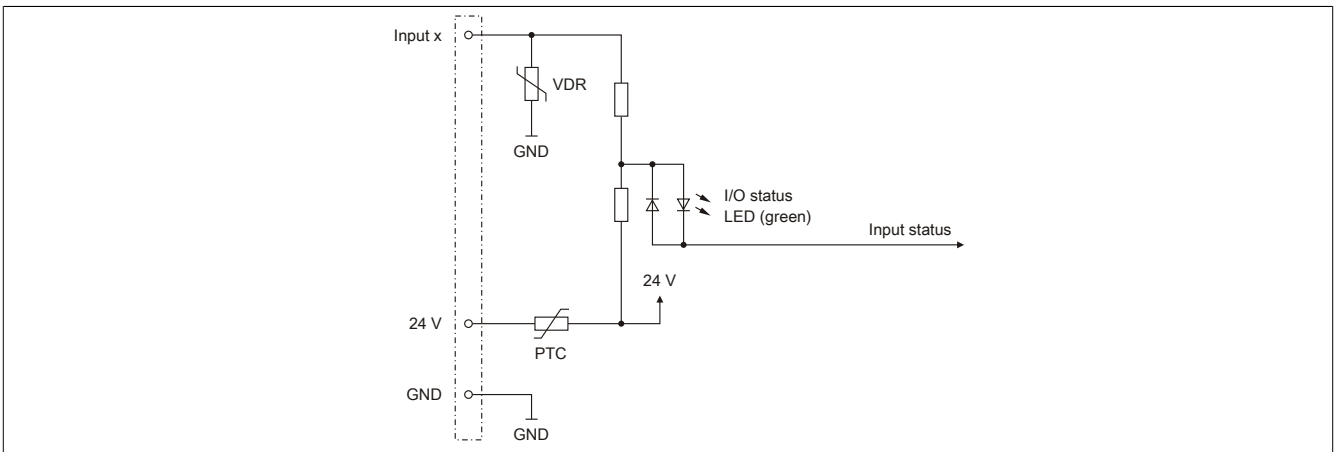 Input x
VDR
GND
I/O status
LED (green)
Input status
24 V
24 V
PTC
GND
GND